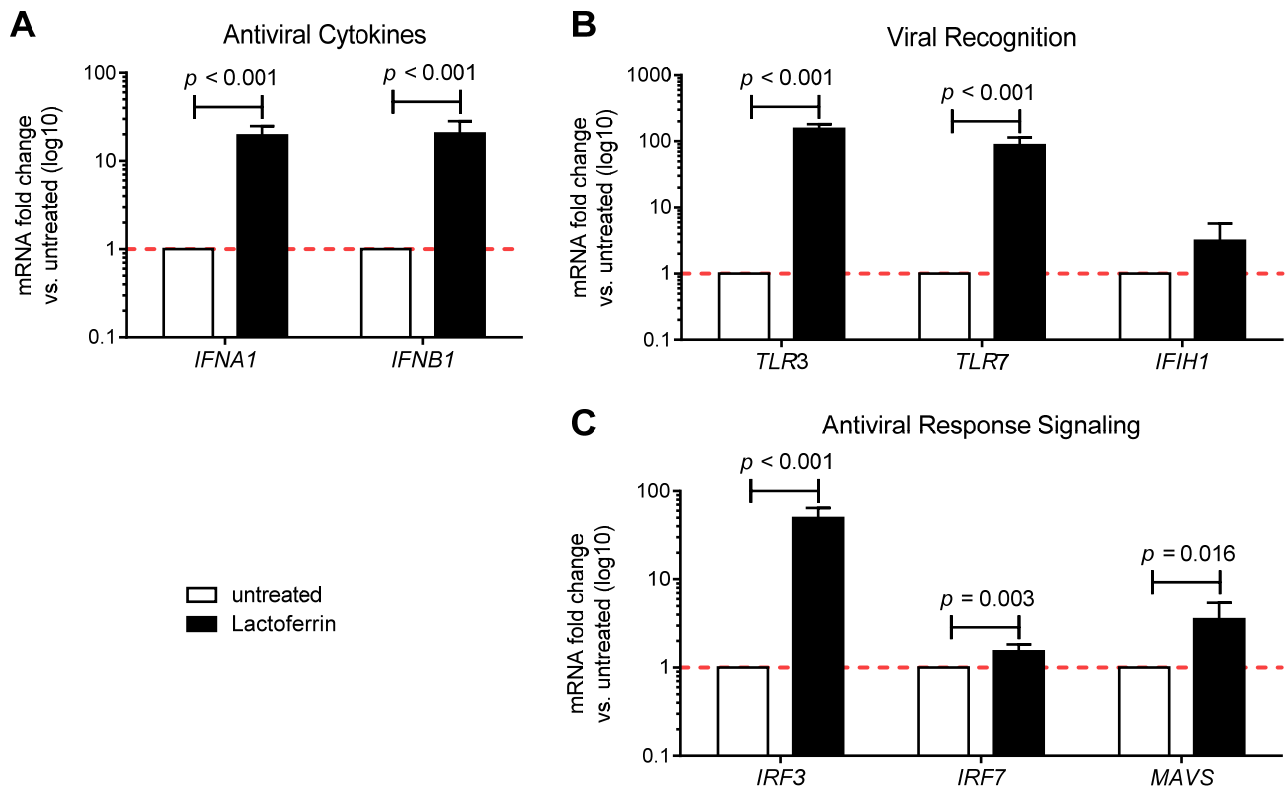 A
Antiviral Cytokines
mRNA fold change
vs. untreated (log10)
100
10
1
0.1
p < 0.001
p < 0.001
IFNA1
IFNB1
B
Viral Recognition
mRNA fold change
vs. untreated (log10)
1000
100
10
1
0.1
p < 0.001
p < 0.001
TLR3
TLR7
IFIH1
untreated
Lactoferrin
C
Antiviral Response Signaling
mRNA fold change
vs. untreated (log10)
100
10
1
0.1
p < 0.001
p = 0.003
p = 0.016
IRF3
IRF7
MAVS